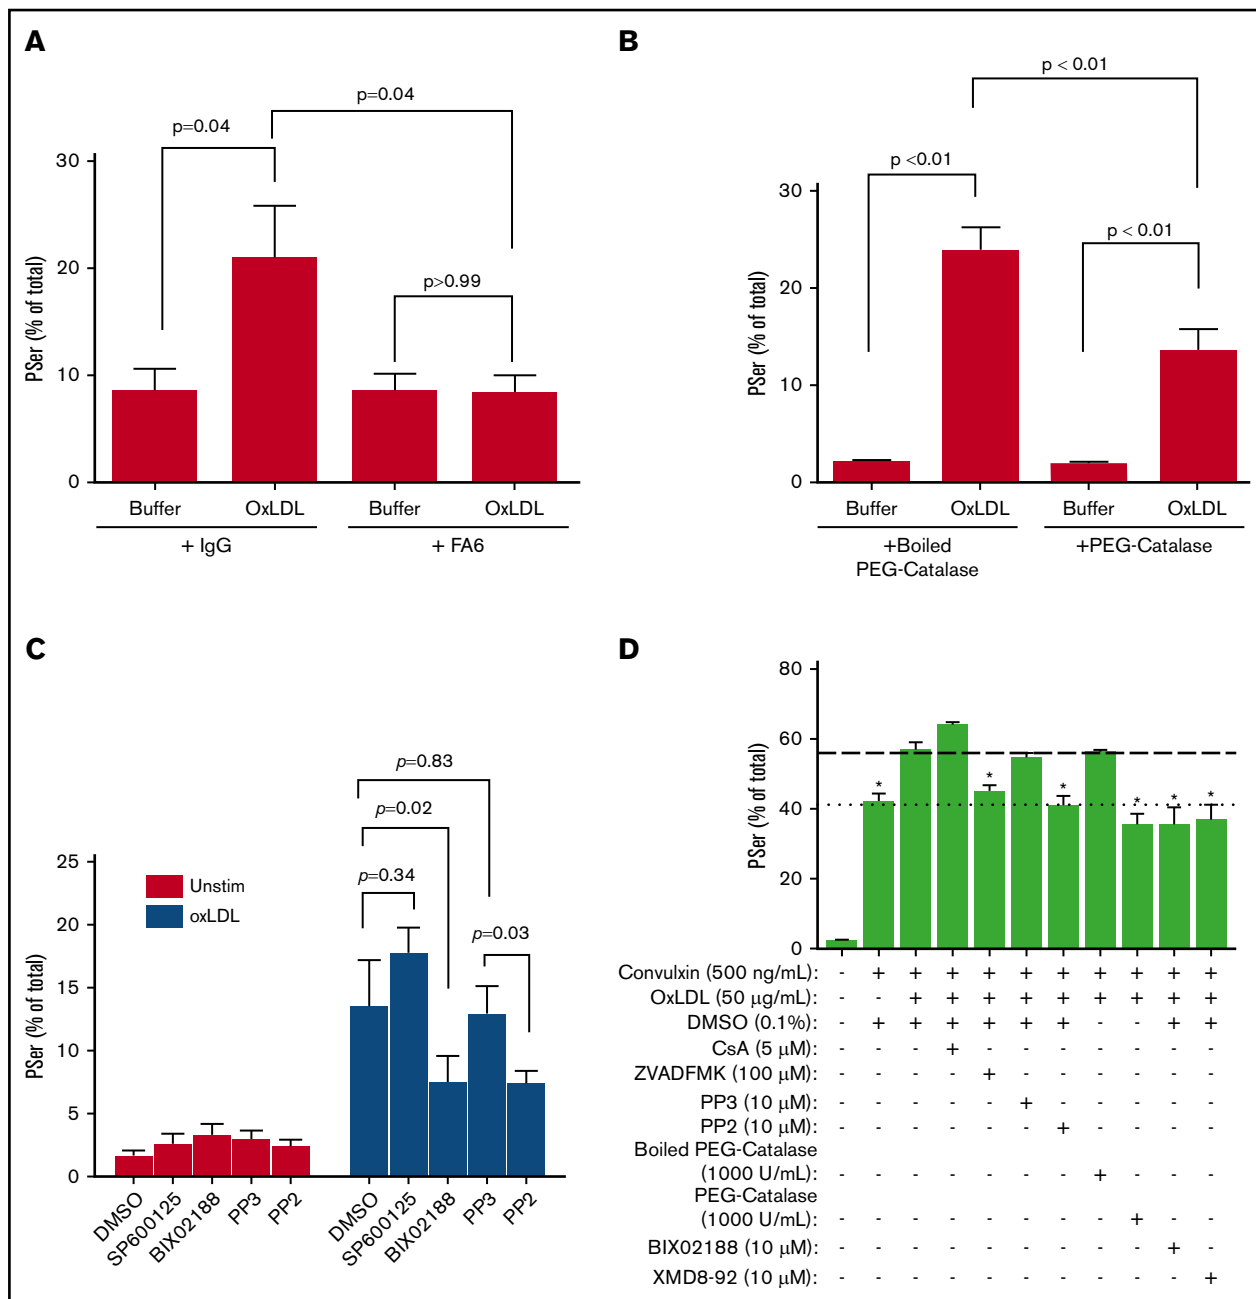 A
p=0.04
p=0.04
p>0.99
30
20
10
0
PSer (% of total)
Buffer
OxLDL
Buffer
OxLDL
+ IgG
+ FA6
B
p < 0.01
p <0.01
p < 0.01
30
20
10
0
PSer (% of total)
Buffer
OxLDL
Buffer
OxLDL
+Boiled
PEG-Catalase
+PEG-Catalase
C
p=0.83
p=0.02
p=0.34
p=0.03
25
20
15
10
5
0
PSer (% of total)
Unstim
oxLDL
DMSO
SP600125
BIX02188
PP3
PP2
DMSO
SP600125
BIX02188
PP3
PP2
D
80
60
40
20
0
PSer (% of total)
* * * * * *
Convulxin (500 ng/mL): - + + + + + + + + + +
OxLDL (50 µg/mL): - - + + + + + + + + +
DMSO (0.1%): - + + + + + + - - + +
CsA (5 µM): - - - + - - - - - - -
ZVADFMK (100 µM): - - - - + - - - - - -
PP3 (10 µM): - - - - - + - - - - -
PP2 (10 µM): - - - - - - + - - - -
Boiled PEG-Catalase
(1000 U/mL): - - - - - - - + - - -
PEG-Catalase
(1000 U/mL): - - - - - - - - + - -
BIX02188 (10 µM): - - - - - - - - - + -
XMD8-92 (10 µM): - - - - - - - - - - +